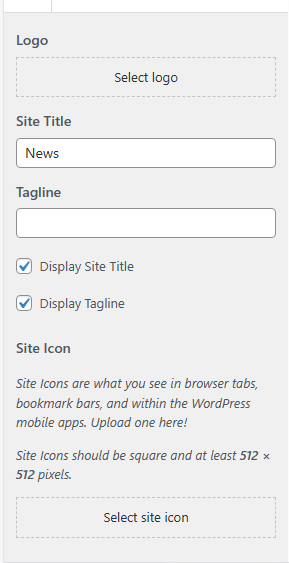 Logo
Select logo
Site Title
News
Tagline
Display Site Title
Display Tagline
Site Icon
Site Icons are what you see in browser tabs,
bookmark bars, and within the WordPress
mobile apps. Upload one here!
Site Icons should be square and at least 512 ×
512 pixels.
Select site icon